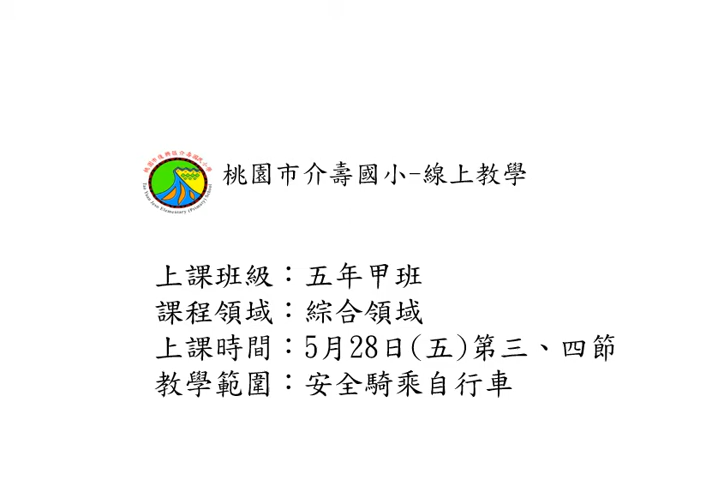 桃園市介壽國小-線上教學
上課班級：五年甲班
課程領域：綜合領域
上課時間：5月28日(五)第三、四節
教學範圍：安全騎乘自行車